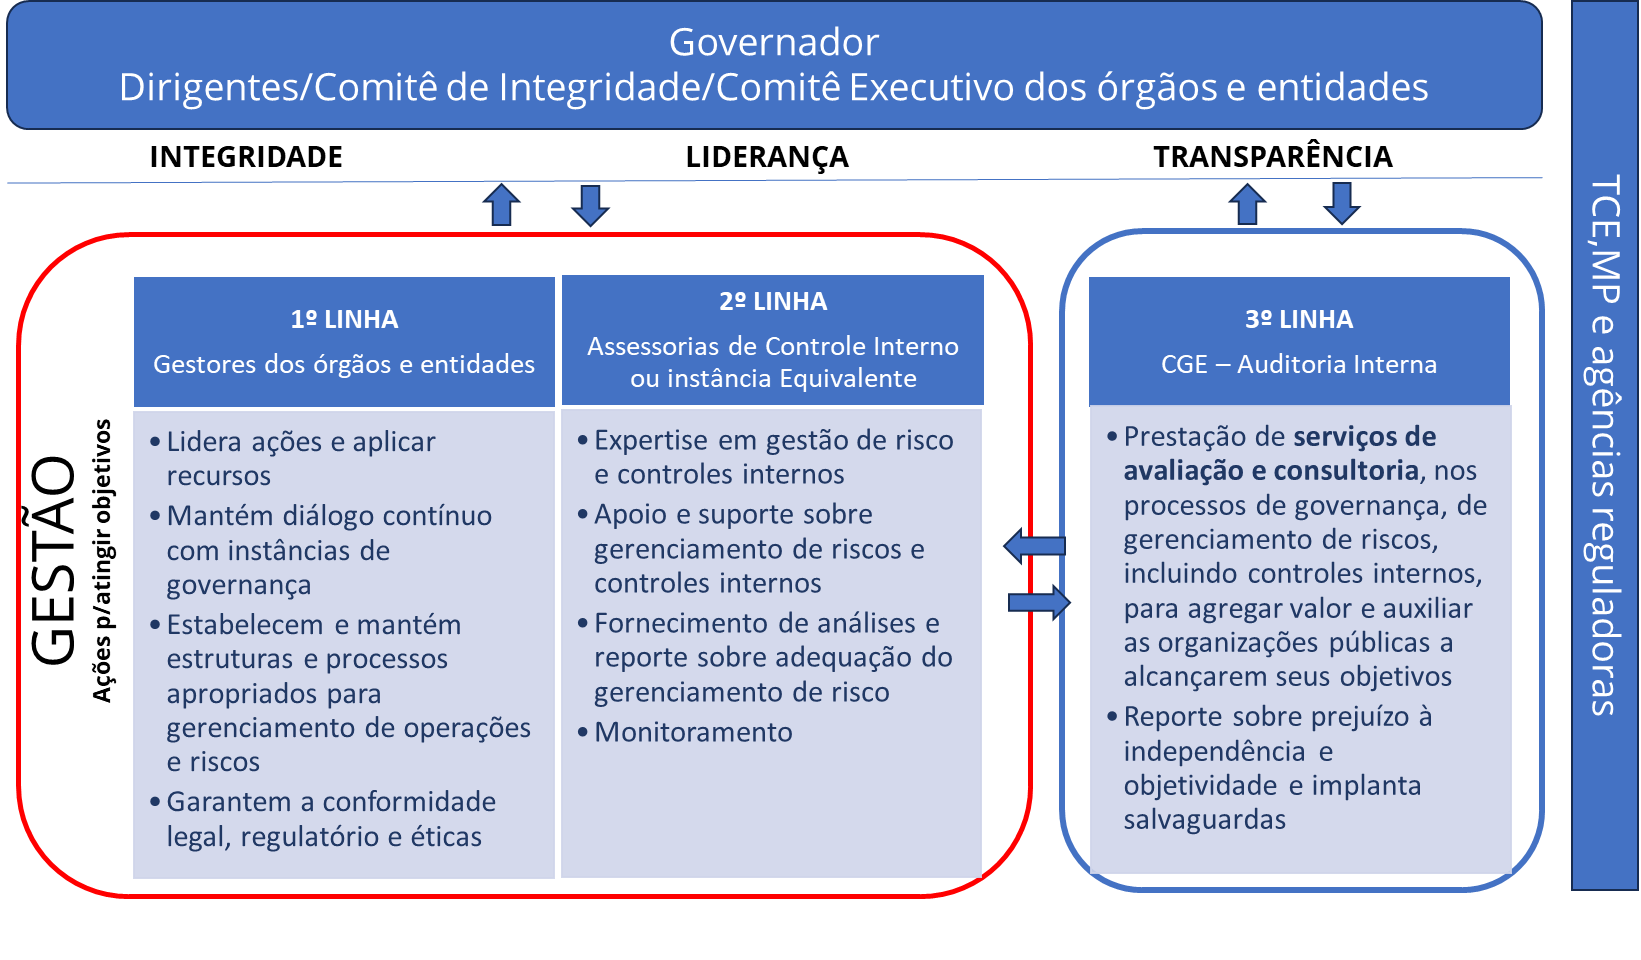 Governador
Dirigentes/Comitê de Integridade/Comitê Executivo dos órgãos e entidades
INTEGRIDADE
LIDERANÇA
TRANSPARÊNCIA
GESTÃO
Ações p/atingir objetivos
1º LINHA
Gestores dos órgãos e entidades
•Lidera ações e aplicar
recursos
•Mantém diálogo contínuo
com instâncias de
governança
•Estabelecem e mantém
estruturas e processos
apropriados para
gerenciamento de operações
e riscos
•Garantem a conformidade
legal, regulatório e éticas
2º LINHA
Assessorias de Controle Interno
ou instância Equivalente
•Expertise em gestão de risco
e controles internos
•Apoio e suporte sobre
gerenciamento de riscos e
controles internos
•Fornecimento de análises e
reporte sobre adequação do
gerenciamento de risco
•Monitoramento
3º LINHA
CGE – Auditoria Interna
•Prestação de serviços de
avaliação e consultoria, nos
processos de governança, de
gerenciamento de riscos,
incluindo controles internos,
para agregar valor e auxiliar
as organizações públicas a
alcançarem seus objetivos
•Reporte sobre prejuízo à
independência e
objetividade e implanta
salvaguardas
TCE,MP e agências reguladoras